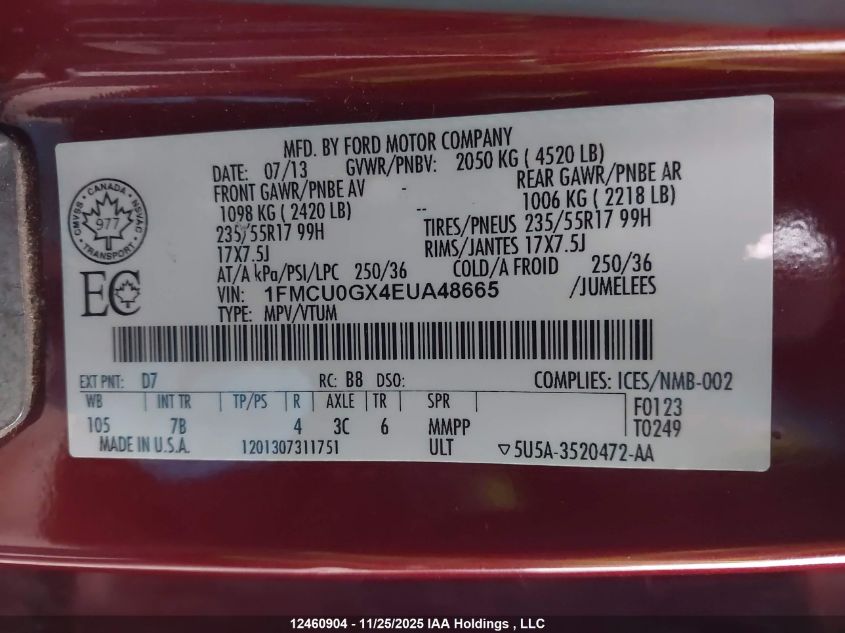 MFD. BY FORD MOTOR COMPANY
DATE: 07/13 GVWR/PNBV: 2050 KG ( 4520 LB)
FRONT GAWR/PNBE AV - REAR GAWR/PNBE AR
1098 KG ( 2420 LB) -- 1006 KG ( 2218 LB)
235/55R17 99H TIRES/PNEUS 235/55R17 99H
17X7.5J RIMS/JANTES 17X7.5J
AT/A kPa/PSI/LPC 250/36 COLD/A FROID 250/36
VIN: 1FMCU0GX4EUA48665 /JUMELEES
TYPE: MPV/VTUM
CANADA
CMVSS NSVAC
977
TRANSPORT
EC
EXT PNT: D7 RC: B8 DSO: COMPLIES: ICES/NMB-002
WB INT TR TP/PS R AXLE TR SPR F0123
105 7B 4 3C 6 MMPP T0249
MADE IN U.S.A. 1201307311751 ULT ▽5U5A-3520472-AA
12460904 - 11/25/2025 IAA Holdings , LLC